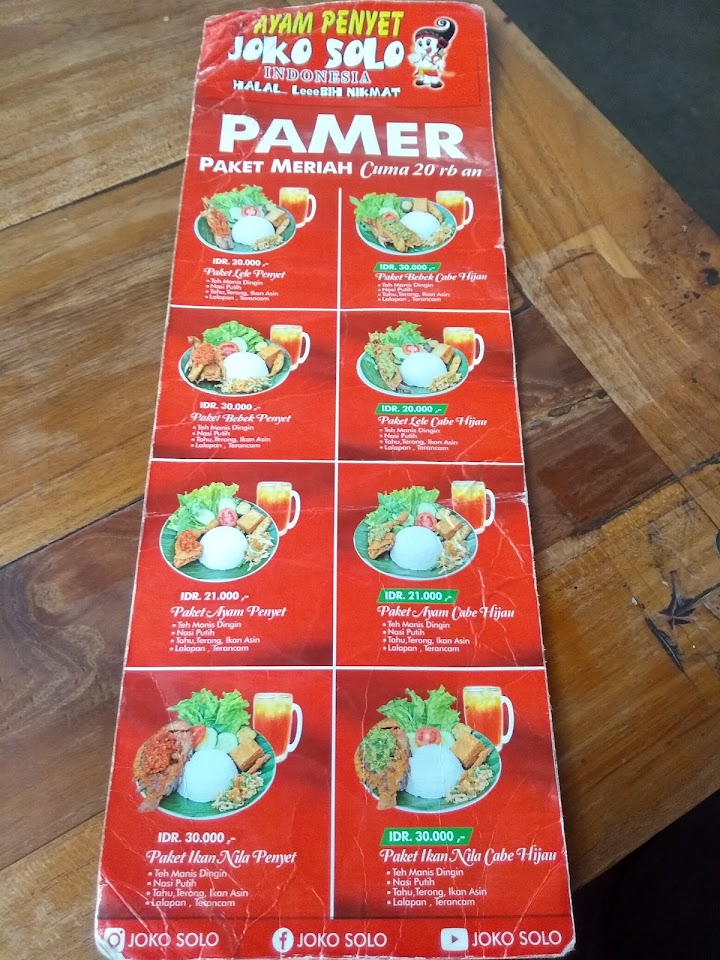 AYAM PENYET
JOKO SOLO
INDONESIA
HALAL... LeeeBIH NIKMAT
PAMER
PAKET MERIAH Cuma 20 rb an
IDR. 20.000 ,-
Paket Lele Penyet
• Teh Manis Dingin
• Nasi Putih
• Tahu,Terong, Ikan Asin
• Lalapan , Terancam
IDR. 30.000 ,-
Paket Bebek Cabe Hijau
• Teh Manis Dingin
• Nasi Putih
• Tahu,Terong, Ikan Asin
• Lalapan , Terancam
IDR. 30.000 ,-
Paket Bebek Penyet
• Teh Manis Dingin
• Nasi Putih
• Tahu,Terong, Ikan Asin
• Lalapan , Terancam
IDR. 20.000 ,-
Paket Lele Cabe Hijau
• Teh Manis Dingin
• Nasi Putih
• Tahu,Terong, Ikan Asin
• Lalapan , Terancam
IDR. 21.000 ,-
Paket Ayam Penyet
• Teh Manis Dingin
• Nasi Putih
• Tahu,Terong, Ikan Asin
• Lalapan , Terancam
IDR. 21.000 ,-
Paket Ayam Cabe Hijau
• Teh Manis Dingin
• Nasi Putih
• Tahu,Terong, Ikan Asin
• Lalapan , Terancam
IDR. 30.000 ,-
Paket Ikan Nila Penyet
• Teh Manis Dingin
• Nasi Putih
• Tahu,Terong, Ikan Asin
• Lalapan , Terancam
IDR. 30.000 ,-
Paket Ikan Nila Cabe Hijau
• Teh Manis Dingin
• Nasi Putih
• Tahu,Terong, Ikan Asin
• Lalapan , Terancam
JOKO SOLO
JOKO SOLO
JOKO SOLO